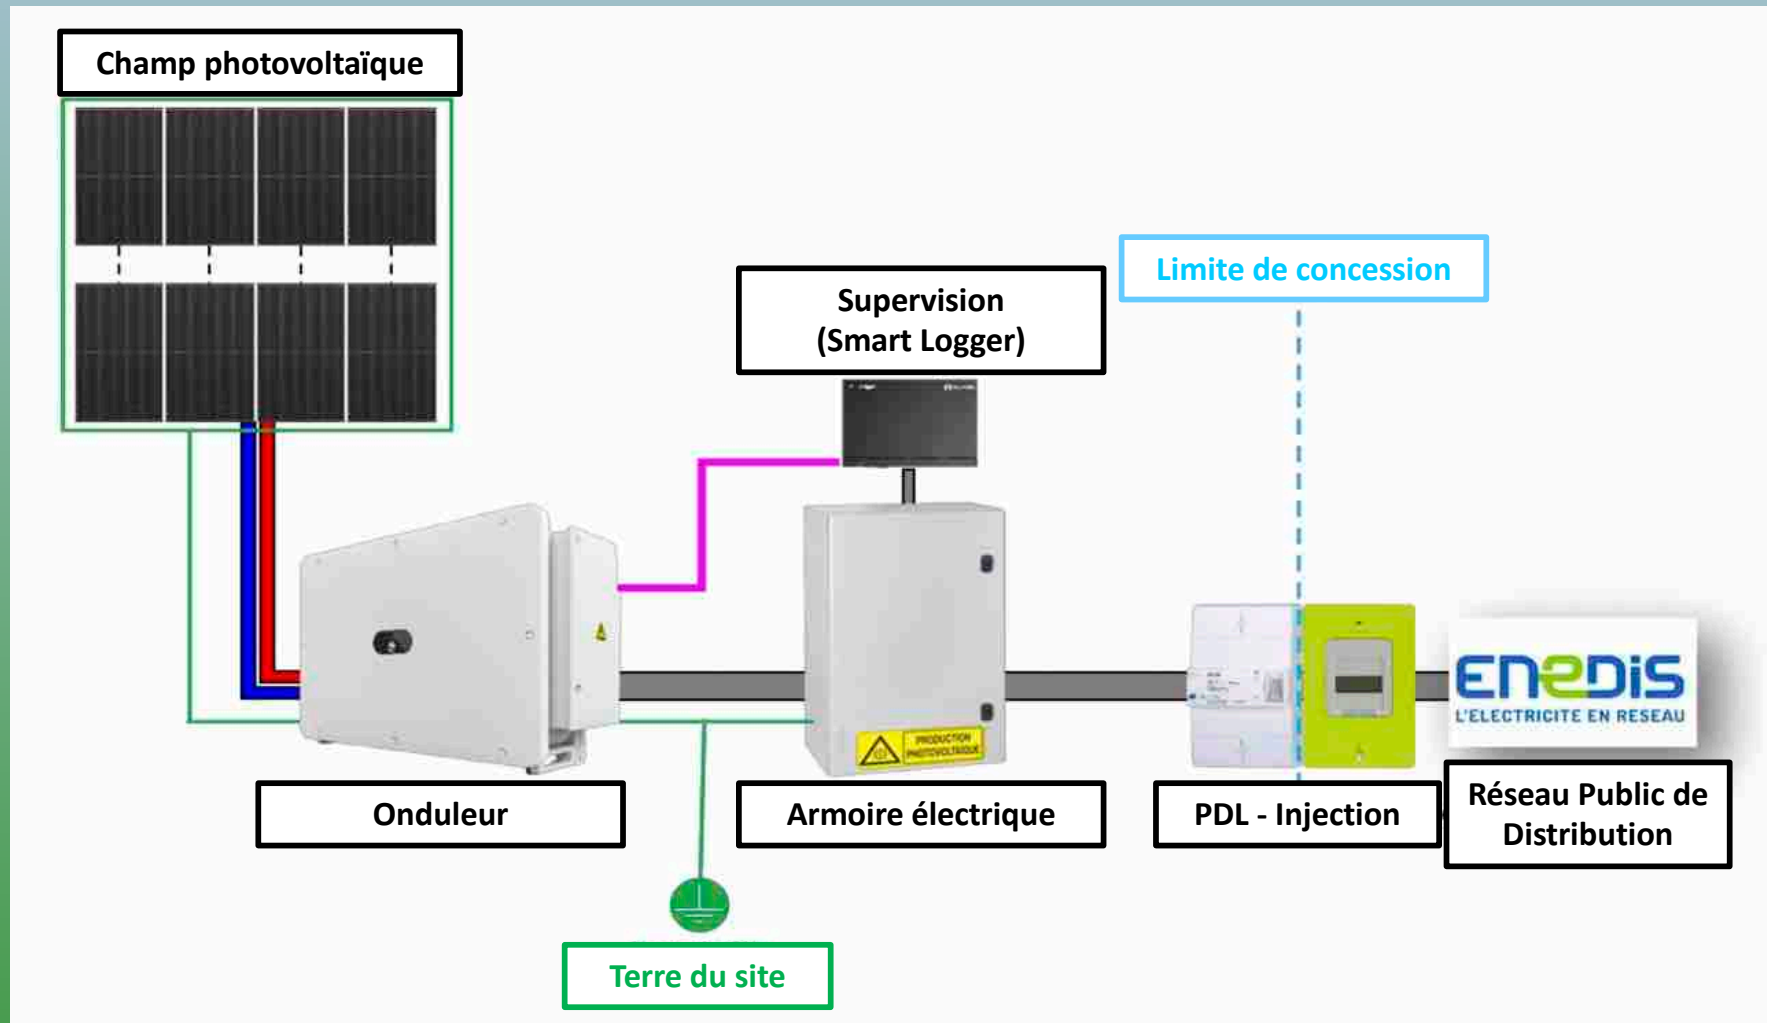 Champ photovoltaïque
Limite de concession
Supervision
(Smart Logger)
PRODUCTION
PHOTOVOLTAIQUE
ENEDIS
L'ELECTRICITE EN RESEAU
Onduleur
Armoire électrique
PDL - Injection
Réseau Public de
Distribution
Terre du site